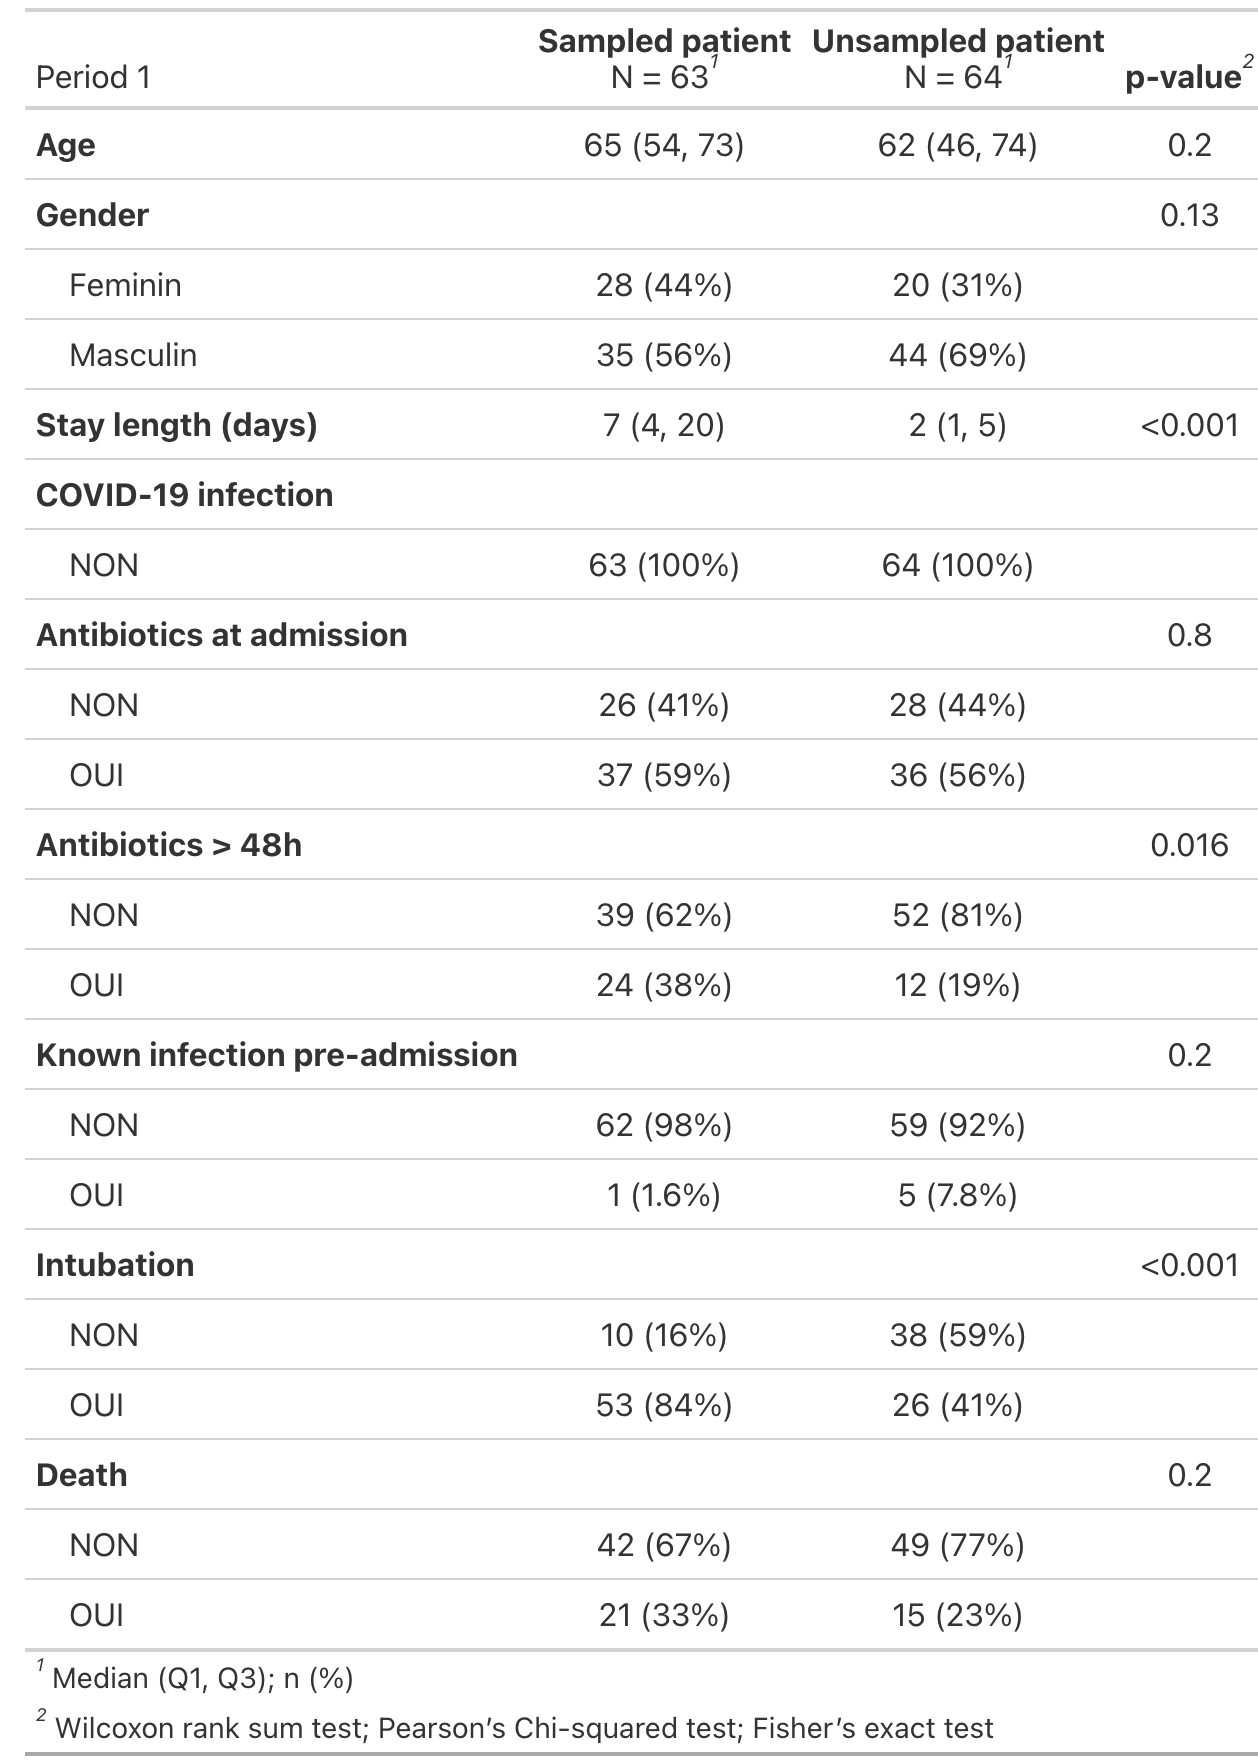 Sampled patient Unsampled patient
Period 1 N = 63¹ N = 64¹ p-value²
Age 65 (54, 73) 62 (46, 74) 0.2
Gender 0.13
Feminin 28 (44%) 20 (31%)
Masculin 35 (56%) 44 (69%)
Stay length (days) 7 (4, 20) 2 (1, 5) <0.001
COVID-19 infection
NON 63 (100%) 64 (100%)
Antibiotics at admission 0.8
NON 26 (41%) 28 (44%)
OUI 37 (59%) 36 (56%)
Antibiotics > 48h 0.016
NON 39 (62%) 52 (81%)
OUI 24 (38%) 12 (19%)
Known infection pre-admission 0.2
NON 62 (98%) 59 (92%)
OUI 1 (1.6%) 5 (7.8%)
Intubation <0.001
NON 10 (16%) 38 (59%)
OUI 53 (84%) 26 (41%)
Death 0.2
NON 42 (67%) 49 (77%)
OUI 21 (33%) 15 (23%)
¹ Median (Q1, Q3); n (%)
² Wilcoxon rank sum test; Pearson's Chi-squared test; Fisher's exact test